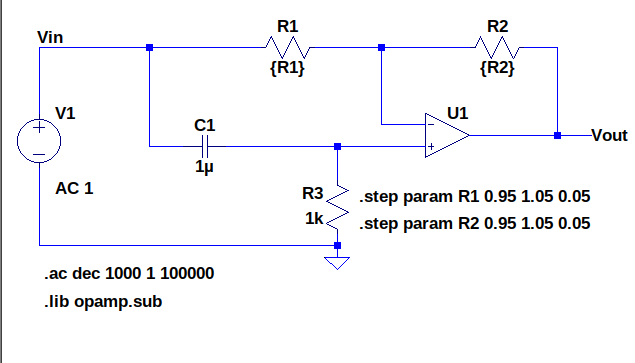 R1
R2
Vin
{R1}
{R2}
V1
U1
C1
Vout
1µ
AC 1
R3
.step param R1 0.95 1.05 0.05
1k
.step param R2 0.95 1.05 0.05
.ac dec 1000 1 100000
.lib opamp.sub